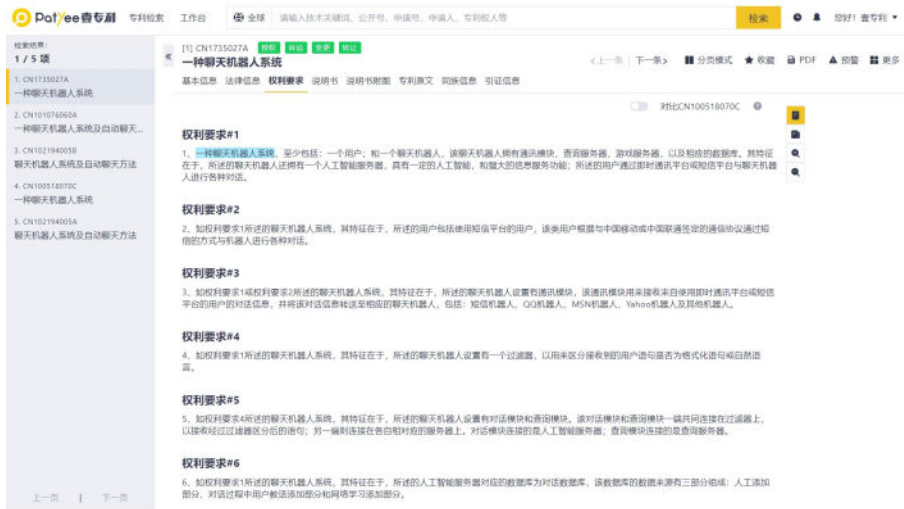 Patyee壹专利 专利检索 工作台 全球 请输入技术关键词、公开号、申请号、申请人、专利权人等 检索 您好！壹专利
检索结果：
1 / 5 项
1. CN1735027A
一种聊天机器人系统
2. CN101076060A
一种聊天机器人系统及自动聊天...
3. CN102194005B
聊天机器人系统及自动聊天方法
4. CN100518070C
一种聊天机器人系统
5. CN102194005A
聊天机器人系统及自动聊天方法
上一页 | 下一页
[1] CN1735027A 授权 转让
一种聊天机器人系统
<上一条 | 下一条> 分页模式 收藏 PDF 预警 更多
基本信息 法律信息 权利要求 说明书 说明书附图 专利原文 同族信息 引证信息
对比CN100518070C
权利要求#1
1、一种聊天机器人系统，至少包括：一个用户；和一个聊天机器人，该聊天机器人拥有通讯模块，查询服务器，游戏服务器，以及相应的数据库。其特征
在于，所述的聊天机器人还拥有一个人工智能服务器，具有一定的人工智能，和强大的信息服务功能；所述的用户通过即时通讯平台或短信平台与聊天机器
人进行各种对话。
权利要求#2
2、如权利要求1所述的聊天机器人系统，其特征在于，所述的用户包括使用短信平台的用户，该类用户根据与中国移动或中国联通签定的通信协议通过短
信的方式与机器人进行各种对话。
权利要求#3
3、如权利要求1或权利要求2所述的聊天机器人系统，其特征在于，所述的聊天机器人设置有通讯模块，该通讯模块用来接收来自使用即时通讯平台或短信
平台的用户的对话信息，并将该对话信息转送至相应的聊天机器人，包括：短信机器人、QQ机器人、MSN机器人、Yahoo机器人及其他机器人。
权利要求#4
4、如权利要求1所述的聊天机器人系统，其特征在于，所述的聊天机器人设置有一个过滤器，以用来区分接收到的用户语句是否为格式化语句或自然语
言。
权利要求#5
5、如权利要求4所述的聊天机器人系统，其特征在于，所述的聊天机器人设置有对话模块和查询模块。该对话模块和查询模块一端共同连接在过滤器上，
以接收经过过滤器区分后的语句；另一端则连接在各自相对应的服务器上。对话模块连接的是人工智能服务器；查询模块连接的是查询服务器。
权利要求#6
6、如权利要求1所述的聊天机器人系统，其特征在于，所述的人工智能服务器对应的数据库为对话数据库，该数据库的数据来源有三部分组成：人工添加
部分，对话过程中用户教话添加部分和网络学习添加部分。